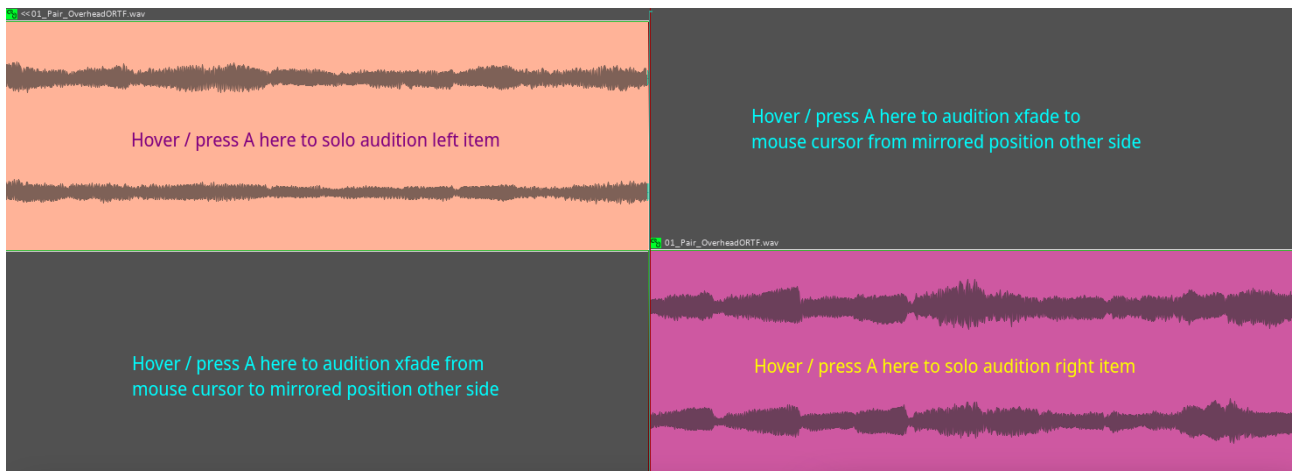 <<01_Pair_OverheadORTF.wav
Hover / press A here to solo audition left item
Hover / press A here to audition xfade to
mouse cursor from mirrored position other side
01_Pair_OverheadORTF.wav
Hover / press A here to audition xfade from
mouse cursor to mirrored position other side
Hover / press A here to solo audition right item